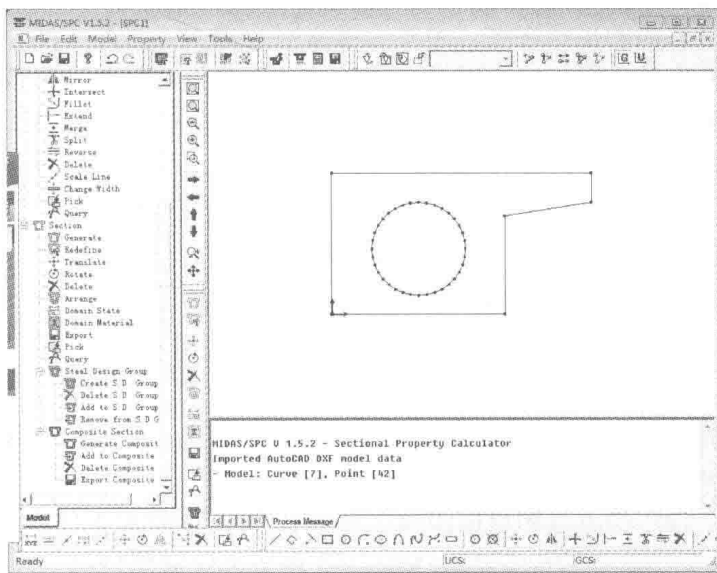 MIDAS/SPC V1.5.2 - [SPC1]
File Edit Model Property View Tools Help
G U
Mirror
Intersect
Fillet
Extend
Merge
Split
Reverse
Delete
Scale Line
Change Width
Pick
Query
Section
Generate
Redefine
Translate
Rotate
Delete
Arrange
Domain State
Domain Material
Export
Pick
Query
Steel Design Group
Create S D Group
Delete S D Group
Add to S D Group
Remove from S D G
Composite Section
Generate Composit
Add to Composite
Delete Composite
Export Composite
Model
MIDAS/SPC V 1.5.2 - Sectional Property Calculator
Imported AutoCAD DXF model data
- Model: Curve [7], Point [42]
Process Message
Ready
UCS:
GCS: